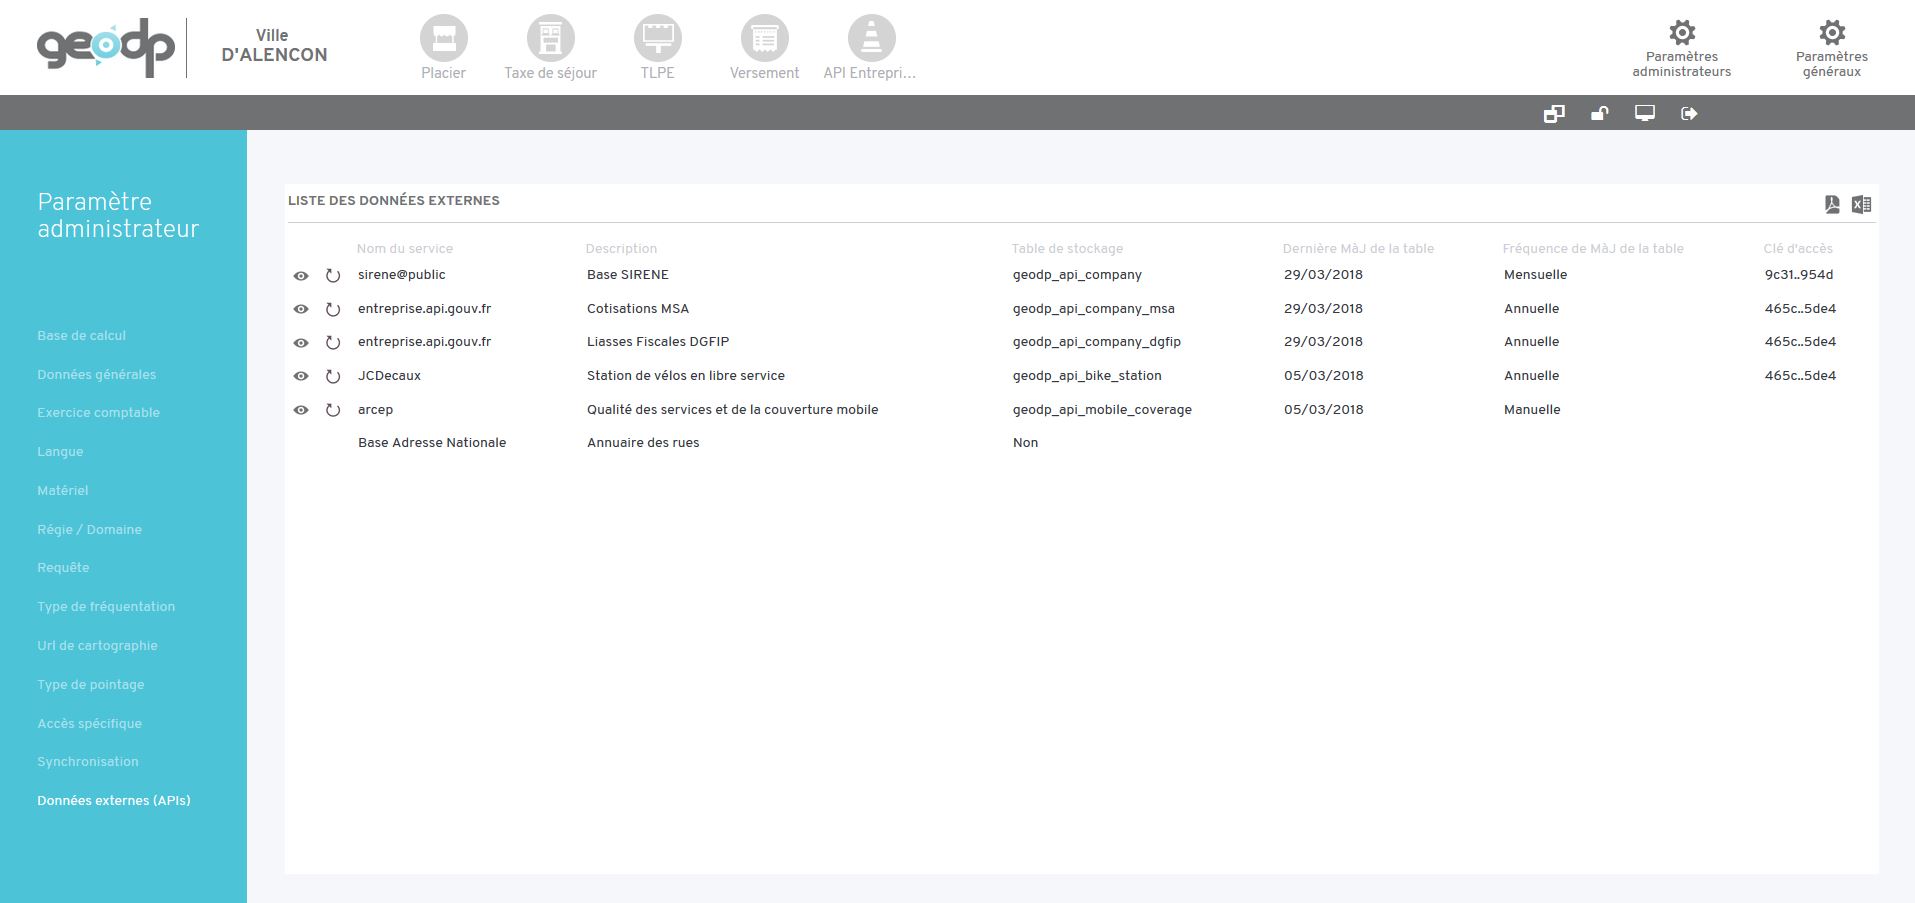 geodp
Ville
D'ALENCON
Placier
Taxe de séjour
TLPE
Versement
API Entrepri...
Paramètres
administrateurs
Paramètres
généraux
Paramètre
administrateur
Base de calcul
Données générales
Exercice comptable
Langue
Matériel
Régie / Domaine
Requête
Type de fréquentation
Url de cartographie
Type de pointage
Accès spécifique
Synchronisation
Données externes (APIs)
LISTE DES DONNÉES EXTERNES
Nom du service Description Table de stockage Dernière MàJ de la table Fréquence de MàJ de la table Clé d'accès
sirene@public Base SIRENE geodp_api_company 29/03/2018 Mensuelle 9c31..954d
entreprise.api.gouv.fr Cotisations MSA geodp_api_company_msa 29/03/2018 Annuelle 465c..5de4
entreprise.api.gouv.fr Liasses Fiscales DGFIP geodp_api_company_dgfip 29/03/2018 Annuelle 465c..5de4
JCDecaux Station de vélos en libre service geodp_api_bike_station 05/03/2018 Annuelle 465c..5de4
arcep Qualité des services et de la couverture mobile geodp_api_mobile_coverage 05/03/2018 Manuelle
Base Adresse Nationale Annuaire des rues Non